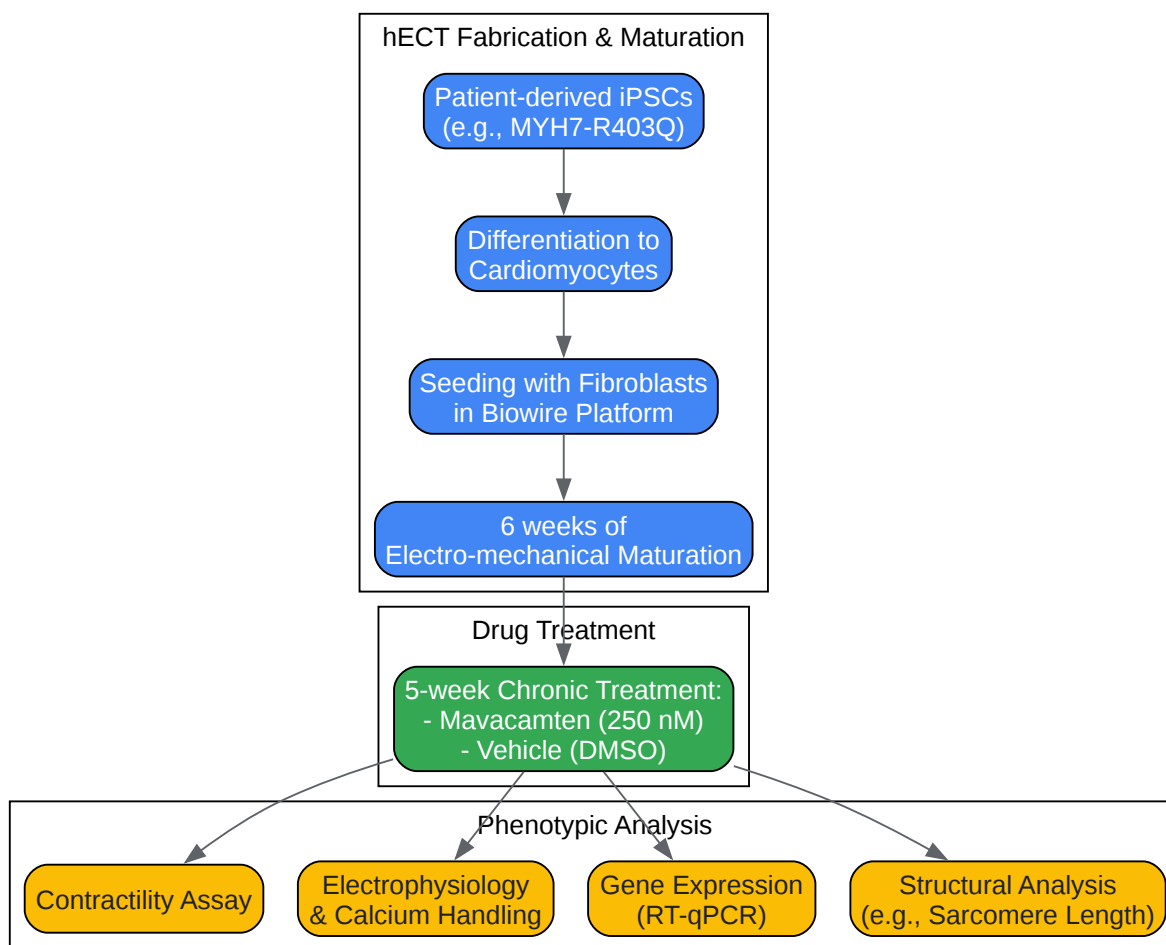 hECT Fabrication & Maturation
Patient-derived iPSCs
(e.g., MYH7-R403Q)
Differentiation to
Cardiomyocytes
Seeding with Fibroblasts
in Biowire Platform
6 weeks of
Electro-mechanical Maturation
Drug Treatment
5-week Chronic Treatment:
- Mavacamten (250 nM)
- Vehicle (DMSO)
Phenotypic Analysis
Contractility Assay
Electrophysiology
& Calcium Handling
Gene Expression
(RT-qPCR)
Structural Analysis
(e.g., Sarcomere Length)